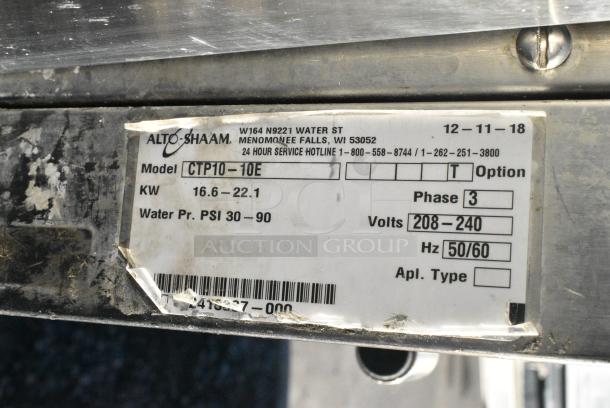 ALTO-SHAAM. W164 N9221 WATER ST 12-11-18
MENOMONEE FALLS, WI 53052
24 HOUR SERVICE HOTLINE 1-800-558-8744 / 1-262-251-3800
Model CTP10-10E T Option
KW 16.6-22.1 Phase 3
Water Pr. PSI 30-90 Volts 208-240
AUCTION GROUP
Hz 50/60
Apl. Type
-000